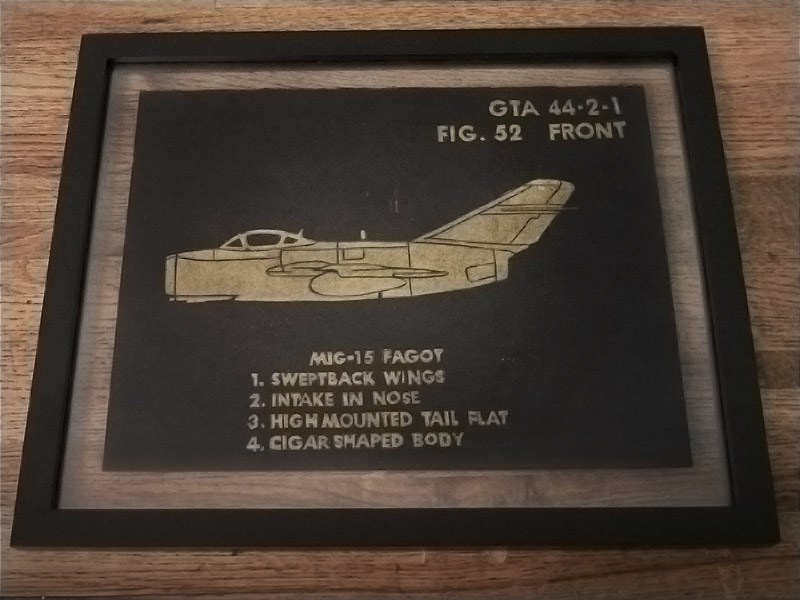 GTA 44-2-1
FIG. 52 FRONT
MIG-15 FAGOT
1. SWEPTBACK WINGS
2. INTAKE IN NOSE
3. HIGH MOUNTED TAIL FLAT
4. CIGAR SHAPED BODY